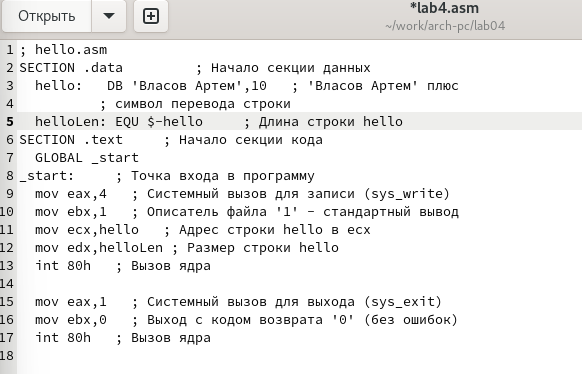 Открыть
*lab4.asm
~/work/arch-pc/lab04
1 ; hello.asm
2 SECTION .data         ; Начало секции данных
3   hello:   DB 'Власов Артем',10   ; 'Власов Артем' плюс
4          ; символ перевода строки
5   helloLen: EQU $-hello     ; Длина строки hello
6 SECTION .text     ; Начало секции кода
7   GLOBAL _start
8 _start:     ; Точка входа в программу
9   mov eax,4   ; Системный вызов для записи (sys_write)
10   mov ebx,1   ; Описатель файла '1' - стандартный вывод
11   mov ecx,hello   ; Адрес строки hello в ecx
12   mov edx,helloLen ; Размер строки hello
13   int 80h   ; Вызов ядра
14
15   mov eax,1   ; Системный вызов для выхода (sys_exit)
16   mov ebx,0   ; Выход с кодом возврата '0' (без ошибок)
17   int 80h   ; Вызов ядра
18